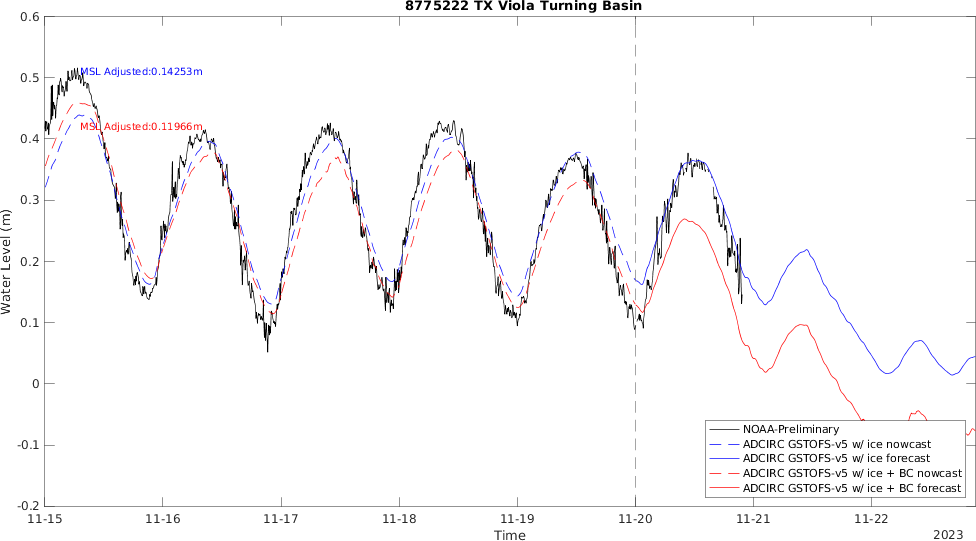 8775222 TX Viola Turning Basin
Water Level (m)
0.6
0.5
0.4
0.3
0.2
0.1
0
-0.1
-0.2
MSL Adjusted:0.14253m
MSL Adjusted:0.11966m
NOAA-Preliminary
ADCIRC GSTOFS-v5 w/ ice nowcast
ADCIRC GSTOFS-v5 w/ ice forecast
ADCIRC GSTOFS-v5 w/ ice + BC nowcast
ADCIRC GSTOFS-v5 w/ ice + BC forecast
11-15 11-16 11-17 11-18 11-19 11-20 11-21 11-22
Time
2023